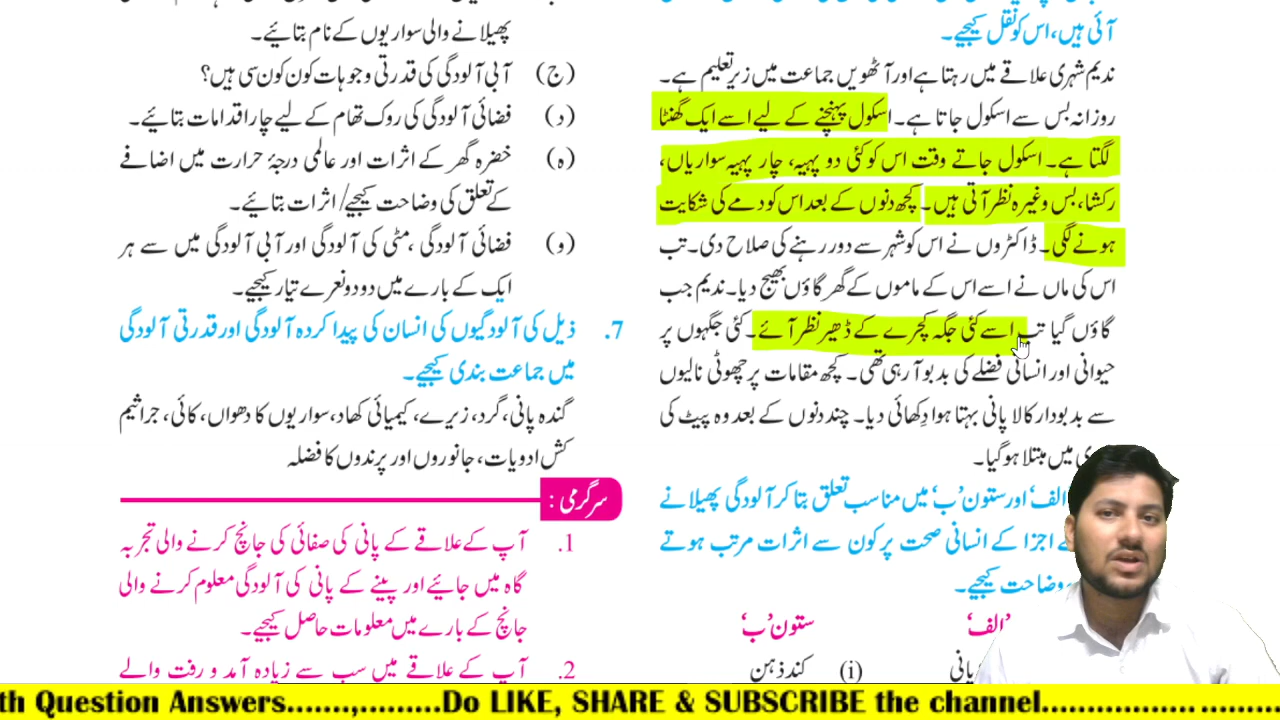 آئی ہیں، اس کو نقل کیجیے۔
ندیم شہری علاقے میں رہتا ہے اور آٹھویں جماعت میں زیرِ تعلیم ہے۔
روزانہ بس سے اسکول جاتا ہے۔ اسکول پہنچنے کے لیے اسے ایک گھنٹا
لگتا ہے۔ اسکول جاتے وقت اس کو کئی دو پہیہ، چار پہیہ سواریاں،
رکشا، بس وغیرہ نظر آتی ہیں۔ کچھ دنوں کے بعد اس کو دمے کی شکایت
ہونے لگی۔ ڈاکٹروں نے اس کو شہر سے دور رہنے کی صلاح دی۔ تب
اس کی ماں نے اسے اس کے ماموں کے گھر گاؤں بھیج دیا۔ ندیم جب
گاؤں گیا تب اسے کئی جگہ کچرے کے ڈھیر نظر آئے۔ کئی جگہوں پر
حیوانی اور انسانی فضلے کی بدبو آ رہی تھی۔ کچھ مقامات پر چھوٹی نالیوں
سے بدبودار کالا پانی بہتا ہوا دِکھائی دیا۔ چند دنوں کے بعد وہ پیٹ کی
میں مبتلا ہوگیا۔
الف' اور ستون 'ب' میں مناسب تعلق بتا کر آلودگی پھیلانے
اجزا کے انسانی صحت پر کون سے اثرات مرتب ہوتے
وضاحت کیجیے۔
'الف' ستون 'ب'
پانی (i) کند ذہن
پھیلانے والی سواریوں کے نام بتائیے۔
(ج) آبی آلودگی کی قدرتی وجوہات کون کون سی ہیں؟
(د) فضائی آلودگی کی روک تھام کے لیے چار اقدامات بتائیے۔
(ہ) خضرہ گھر کے اثرات اور عالمی درجۂ حرارت میں اضافے
کے تعلق کی وضاحت کیجیے/ اثرات بتائیے۔
(و) فضائی آلودگی، مٹی کی آلودگی اور آبی آلودگی میں سے ہر
ایک کے بارے میں دو دو نعرے تیار کیجیے۔
7. ذیل کی آلودگیوں کی انسان کی پیدا کردہ آلودگی اور قدرتی آلودگی
میں جماعت بندی کیجیے۔
گندہ پانی، گرد، زیرے، کیمیائی کھاد، سواریوں کا دھواں، کائی، جراثیم
کش ادویات، جانوروں اور پرندوں کا فضلہ
سرگرمی :
1. آپ کے علاقے کے پانی کی صفائی کی جانچ کرنے والی تجربہ
گاہ میں جائیے اور پینے کے پانی کی آلودگی معلوم کرنے والی
جانچ کے بارے میں معلومات حاصل کیجیے۔
2. آپ کے علاقے میں سب سے زیادہ آمد و رفت والے
th Question Answers.......,.........Do LIKE, SHARE & SUBSCRIBE the channel....................